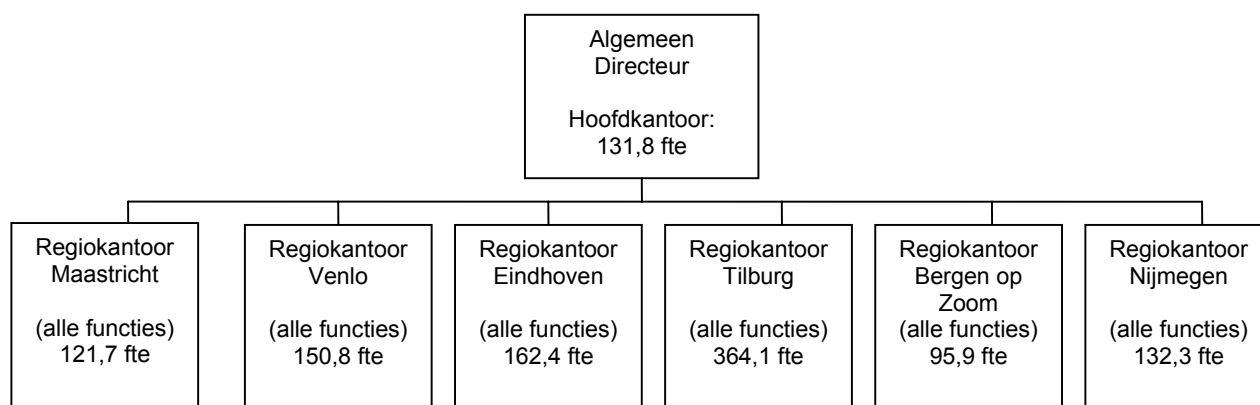 Algemeen
Directeur
Hoofdkantoor:
131,8 fte
Regiokantoor
Maastricht
(alle functies)
121,7 fte
Regiokantoor
Venlo
(alle functies)
150,8 fte
Regiokantoor
Eindhoven
(alle functies)
162,4 fte
Regiokantoor
Tilburg
(alle functies)
364,1 fte
Regiokantoor
Bergen op
Zoom
(alle functies)
95,9 fte
Regiokantoor
Nijmegen
(alle functies)
132,3 fte